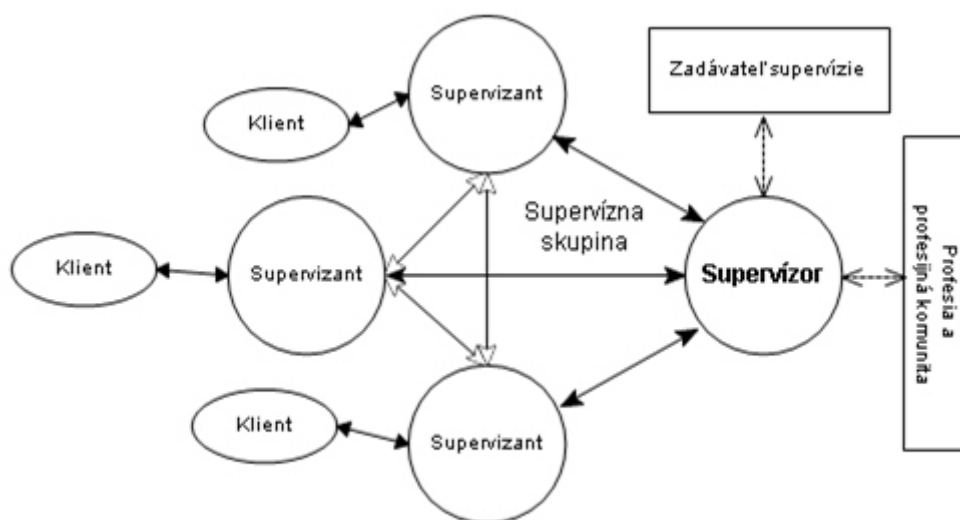 Supervizant
Zadávateľ supervízie
Klient
Supervízna
skupina
Klient
Supervizant
Supervízor
Profesia a
profesijná komunita
Klient
Supervizant